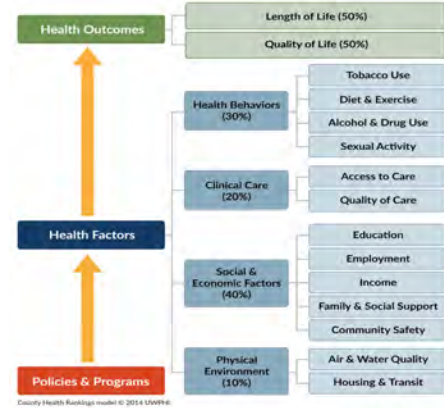 Health Outcomes
Length of Life (50%)
Quality of Life (50%)
Health Factors
Health Behaviors
(30%)
Tobacco Use
Diet & Exercise
Alcohol & Drug Use
Sexual Activity
Clinical Care
(20%)
Access to Care
Quality of Care
Social &
Economic Factors
(40%)
Education
Employment
Income
Family & Social Support
Community Safety
Physical
Environment
(10%)
Air & Water Quality
Housing & Transit
Policies & Programs
County Health Rankings model © 2014 UWPHI